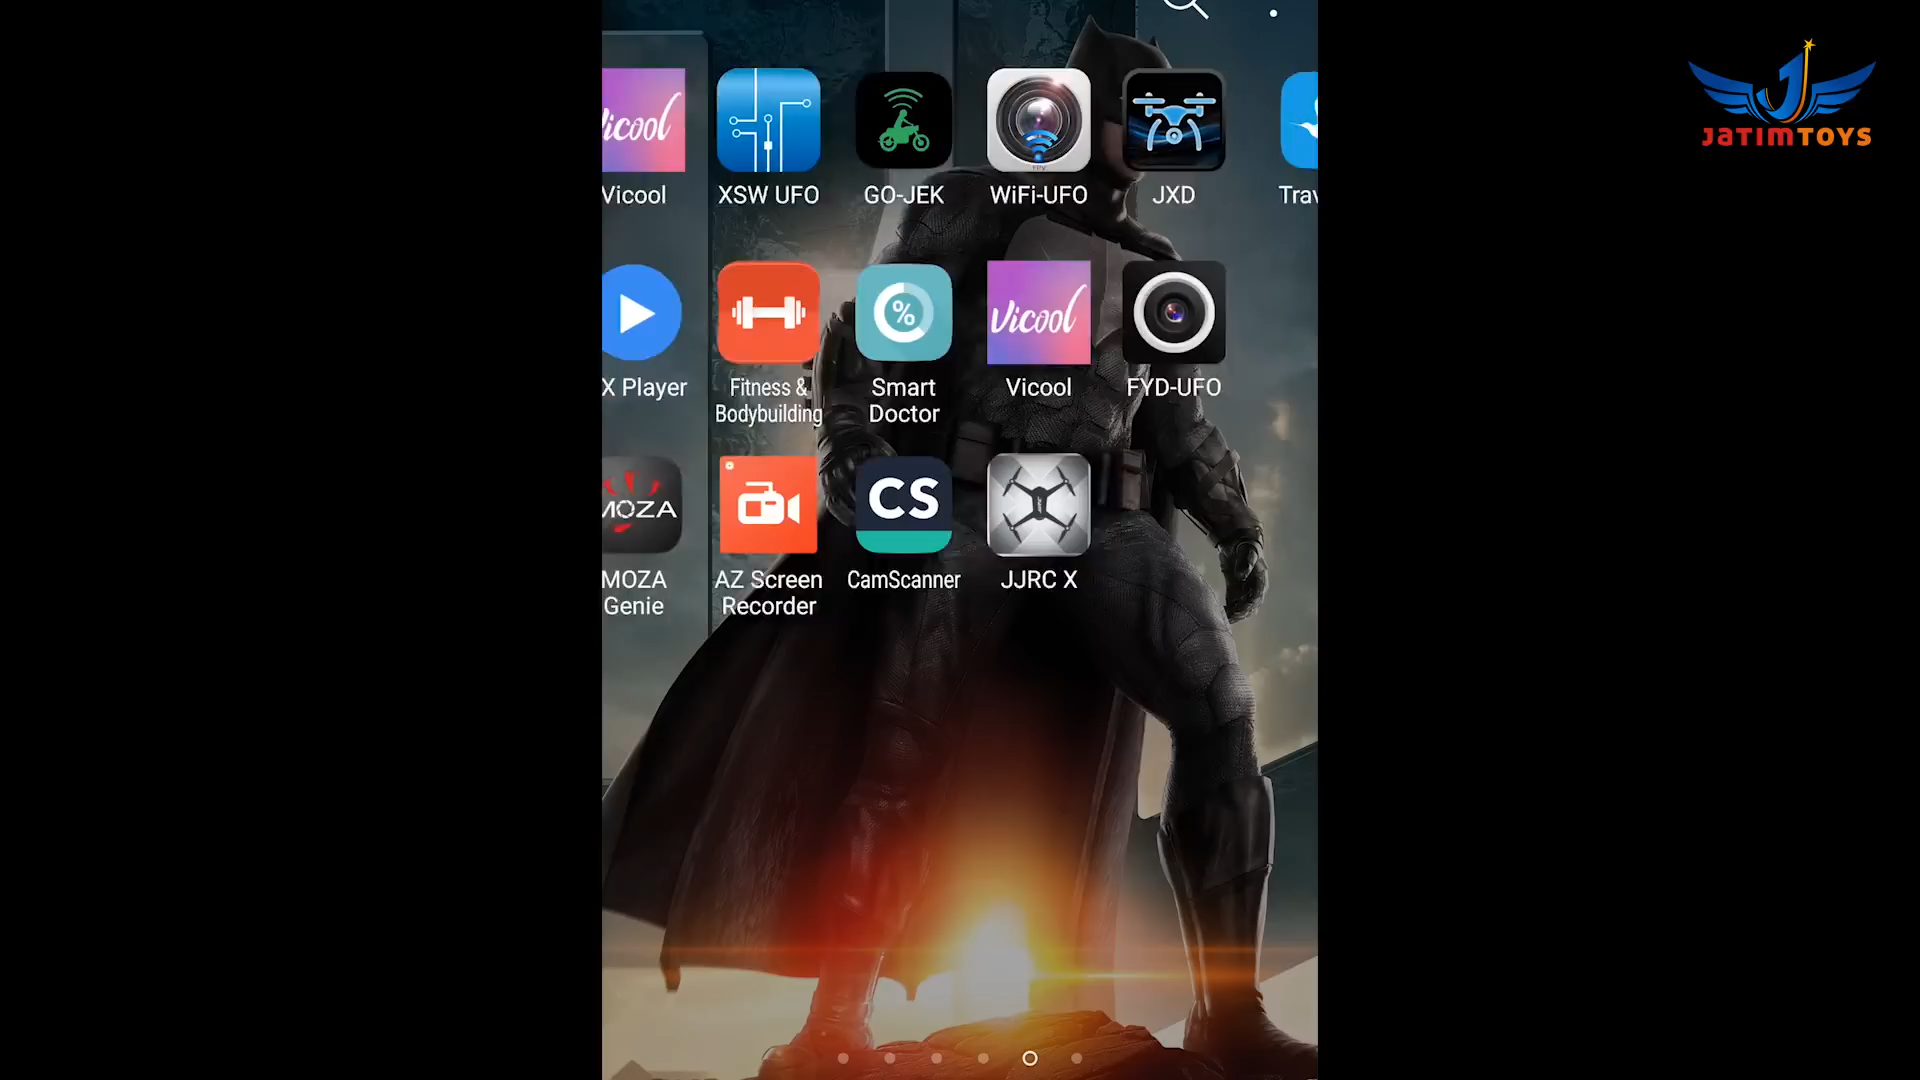 JaTIMTOYS
icool
FPV
Vicool
XSW UFO
GO-JEK
WiFi-UFO
JXD
Trav
%
Vicool
X Player
Fitness &
Bodybuilding
Smart
Doctor
Vicool
FYD-UFO
MOZA
CS
MOZA
Genie
AZ Screen
Recorder
CamScanner
JJRC X